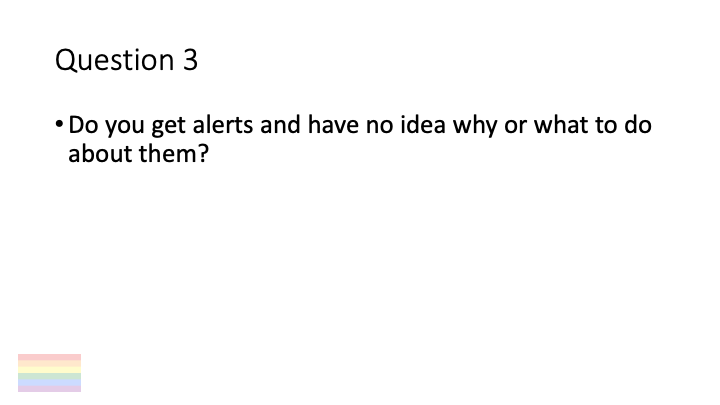 Question 3
• Do you get alerts and have no idea why or what to do
about them?